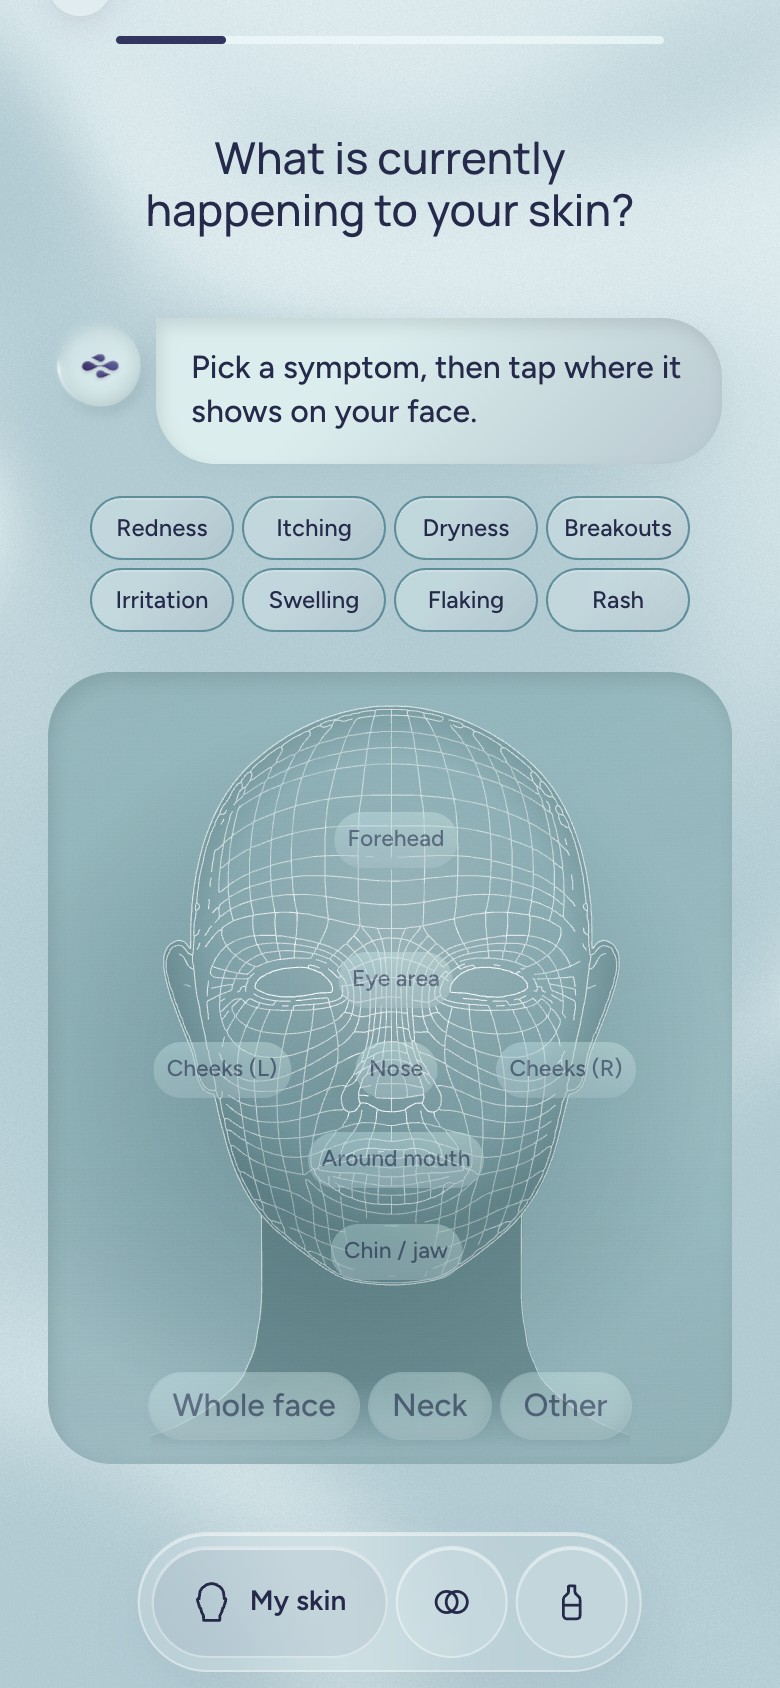 What is currently
happening to your skin?
Pick a symptom, then tap where it
shows on your face.
Redness
Itching
Dryness
Breakouts
Irritation
Swelling
Flaking
Rash
Forehead
Eye area
Cheeks (L)
Nose
Cheeks (R)
Around mouth
Chin / jaw
Whole face
Neck
Other
My skin